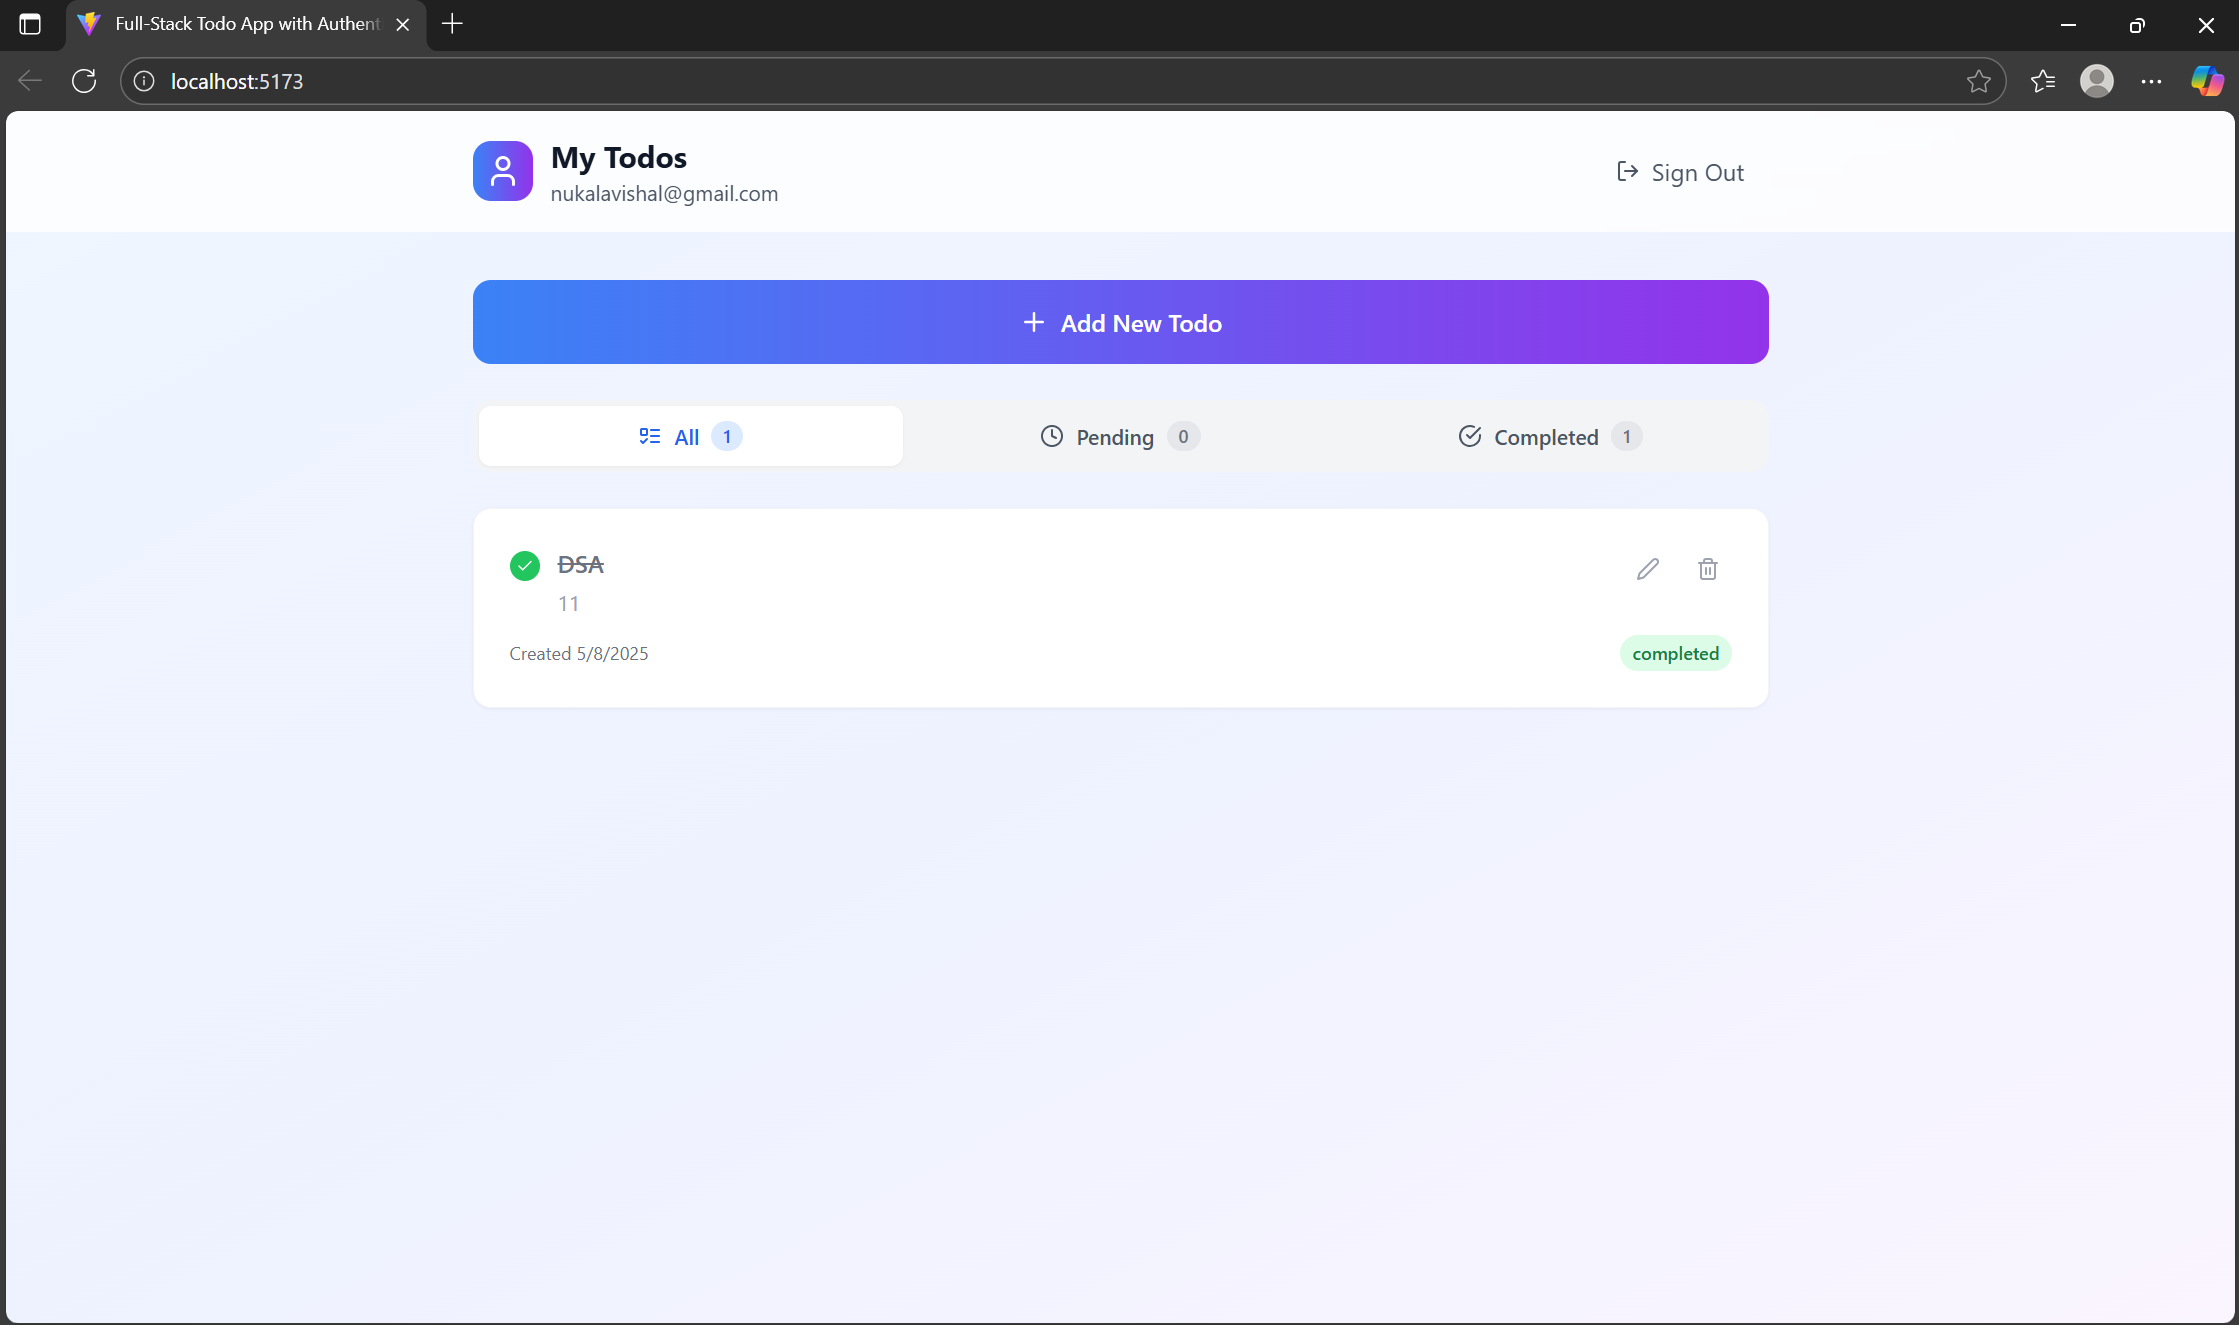 Full-Stack Todo App with Authent
localhost:5173
My Todos
nukalavishal@gmail.com
Sign Out
Add New Todo
All 1
Pending 0
Completed 1
DSA
11
Created 5/8/2025
completed